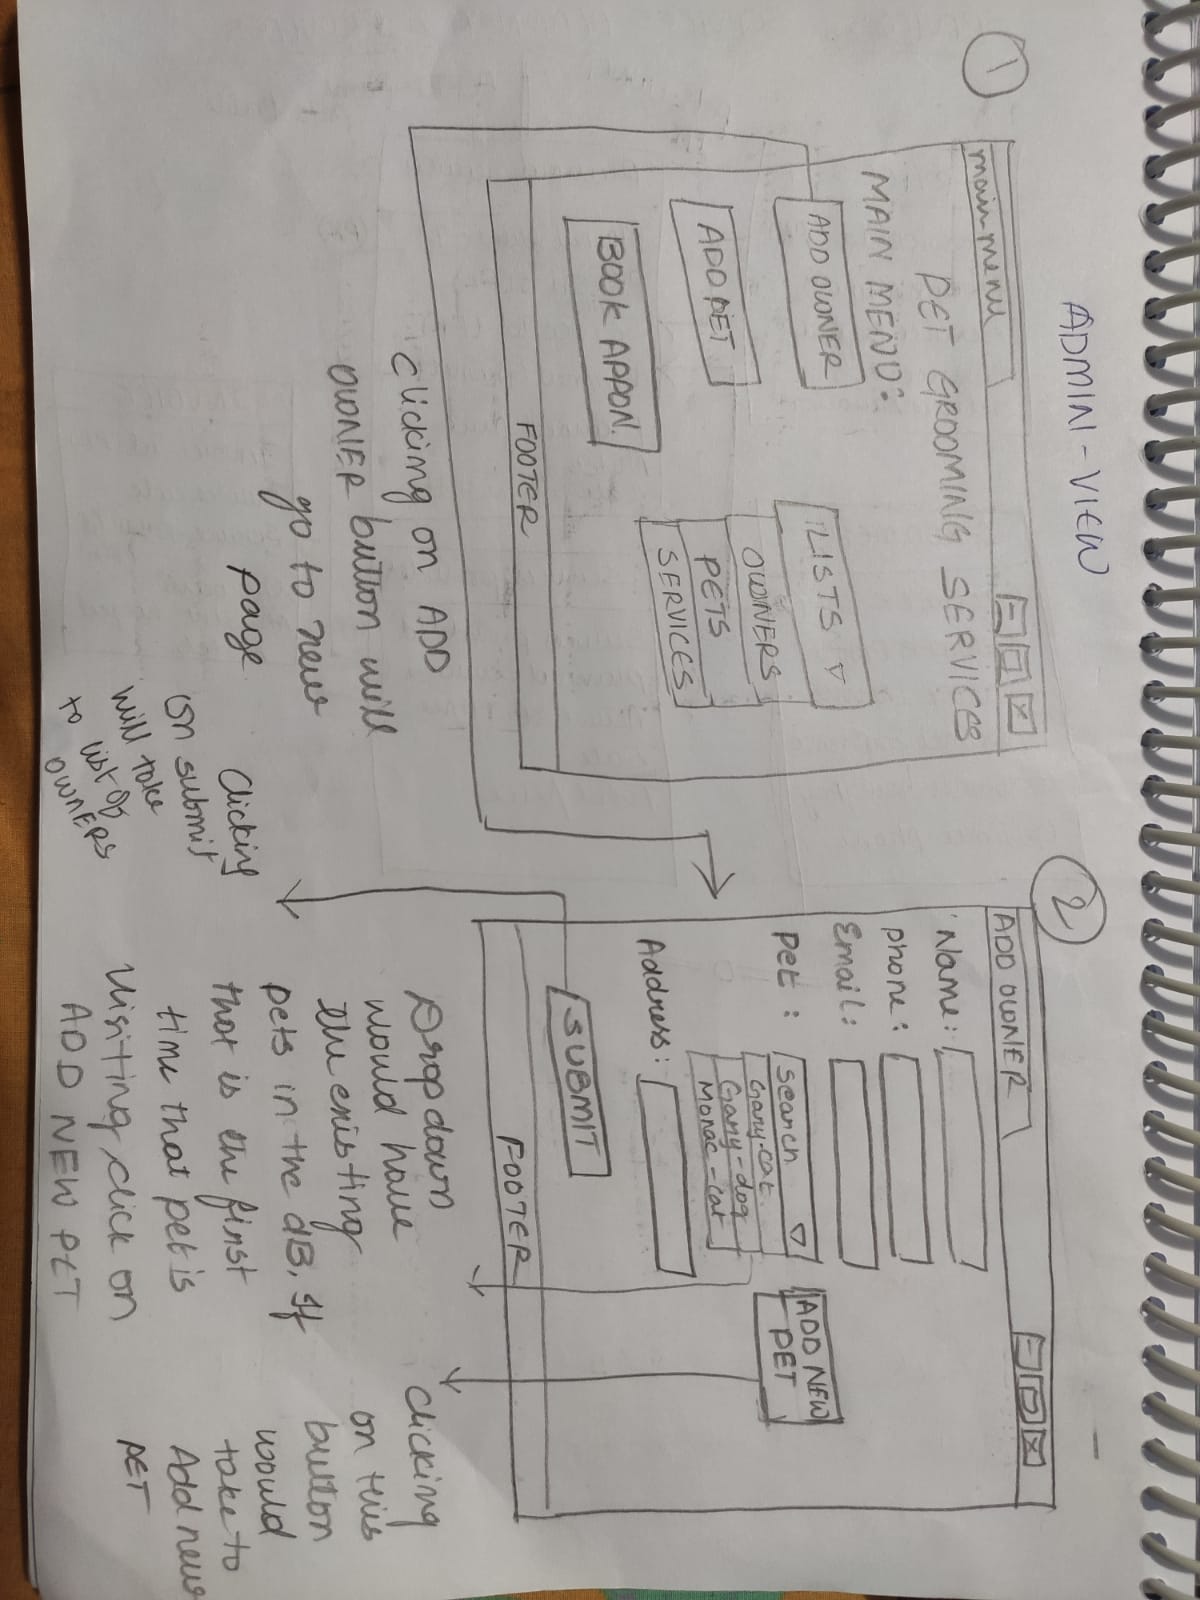 ADMIN - VIEW
1
main-menu
PET GROOMING SERVICES
MAIN MENU:
ADD OWNER
LISTS
ADD PET
OWNERS
PETS
SERVICES
BOOK APPON.
FOOTER
clicking on ADD
OWNER button will
go to new
page
2
ADD OWNER
Name:
phone:
Email:
Pet :
Search
Gary-cat
Gary-dog
Monac-cat
ADD NEW
PET
Address:
SUBMIT
FOOTER
Clicking
on submit
will take
to list of
OWNERS
Drop down
would have
the existing
pets in the dB, if
that is the first
time that pet is
visiting, click on
ADD NEW PET
Clicking
on this
button
would
take to
Add new
PET